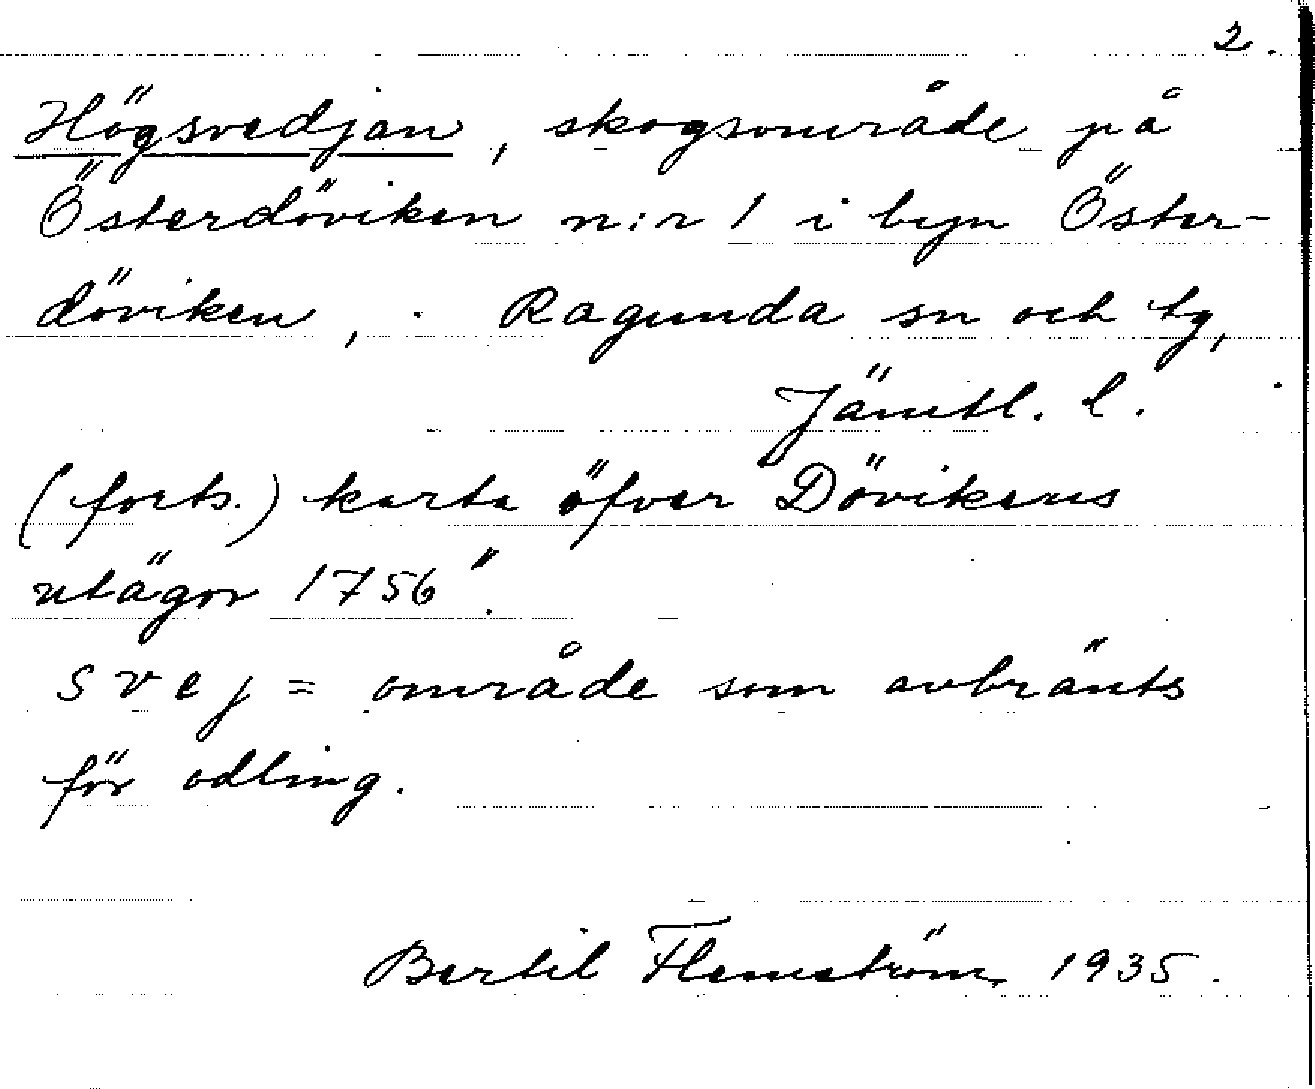 2.
Högsvedjan, skogsområde på
Österdöviken n:r 1 i byn Öster-
döviken, Ragunda sn och tg,
Jämtl. l.
(forts.) karta öfver Dövikens
utägor 1756".
svej = område som avbränts
för odling.
Bertil Flemström 1935.